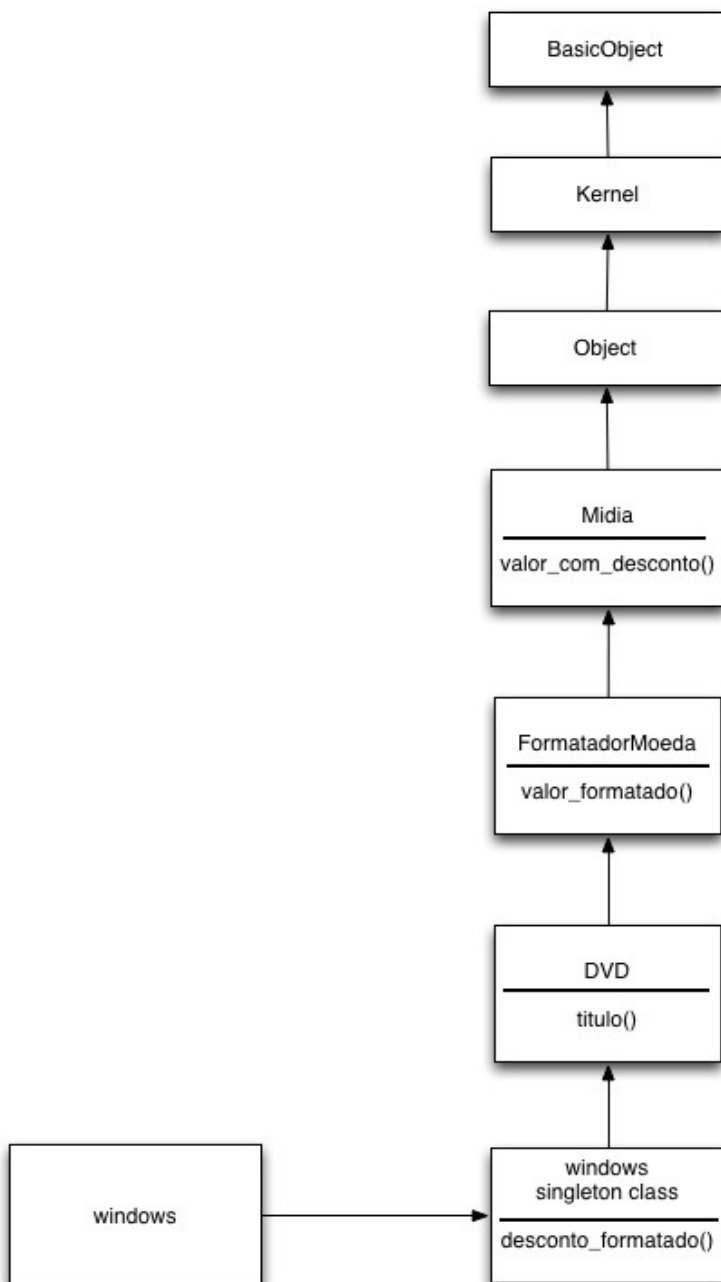 BasicObject
Kernel
Object
Midia
valor_com_desconto()
FormatadorMoeda
valor_formatado()
DVD
titulo()
windows
windows
singleton class
desconto_formatado()